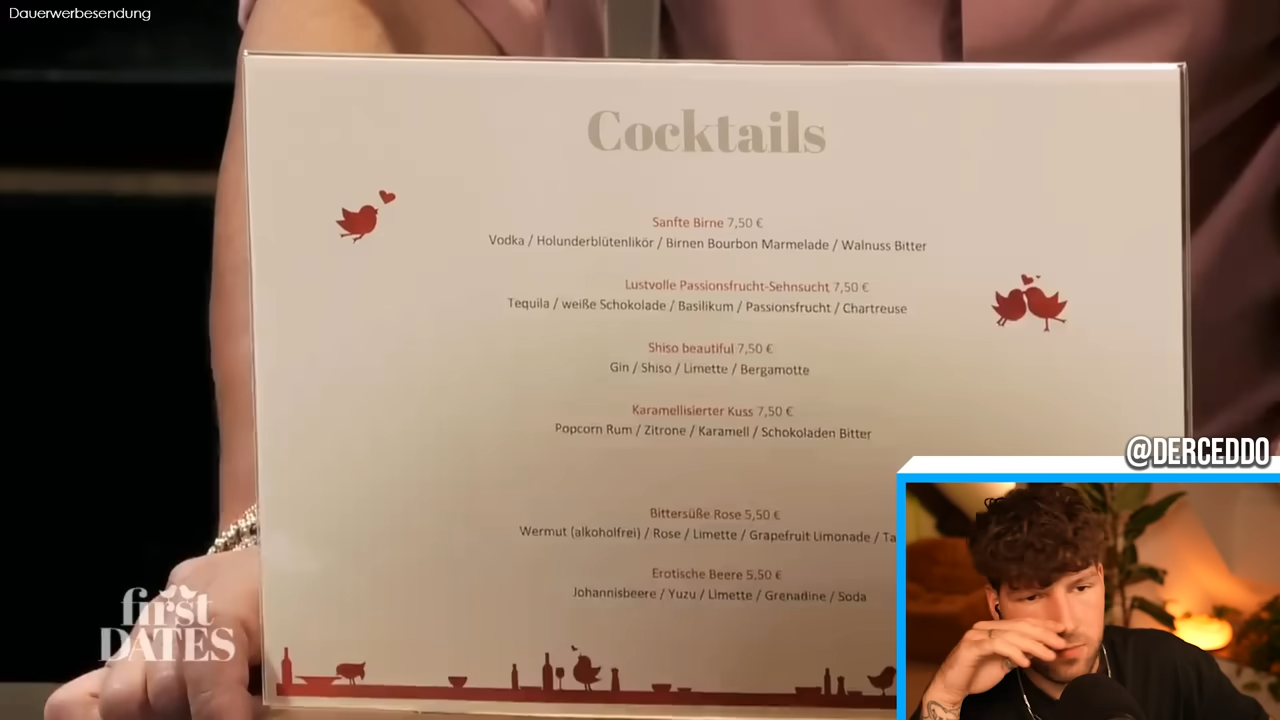 Dauerwerbesendung
Cocktails
Sanfte Birne 7,50 €
Vodka / Holunderblütenlikör / Birnen Bourbon Marmelade / Walnuss Bitter
Lustvolle Passionsfrucht-Sehnsucht 7,50 €
Tequila / weiße Schokolade / Basilikum / Passionsfrucht / Chartreuse
Shiso beautiful 7,50 €
Gin / Shiso / Limette / Bergamotte
Karamellisierter Kuss 7,50 €
Popcorn Rum / Zitrone / Karamell / Schokoladen Bitter
@DERCEDDO
Bittersüße Rose 5,50 €
Wermut (alkoholfrei) / Rose / Limette / Grapefruit Limonade /
Erotische Beere 5,50 €
Johannisbeere / Yuzu / Limette / Grenadine / Soda
first
DATES